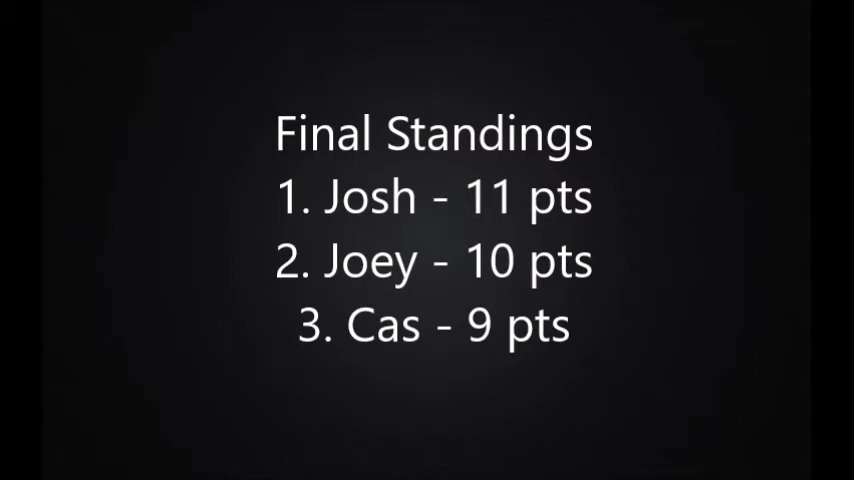 Final Standings
1. Josh - 11 pts
2. Joey - 10 pts
3. Cas - 9 pts